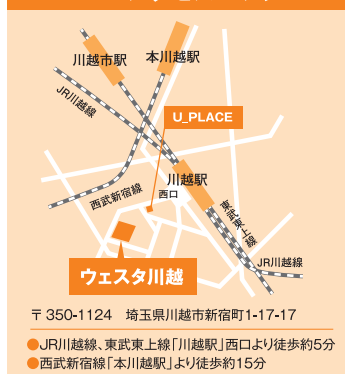 川越市駅
本川越駅
JR川越線
U_PLACE
川越駅
西口
西武新宿線
東武東上線
ウェスタ川越
JR川越線
〒350-1124 埼玉県川越市新宿町1-17-17
●JR川越線、東武東上線「川越駅」西口より徒歩約5分
●西武新宿線「本川越駅」より徒歩約15分